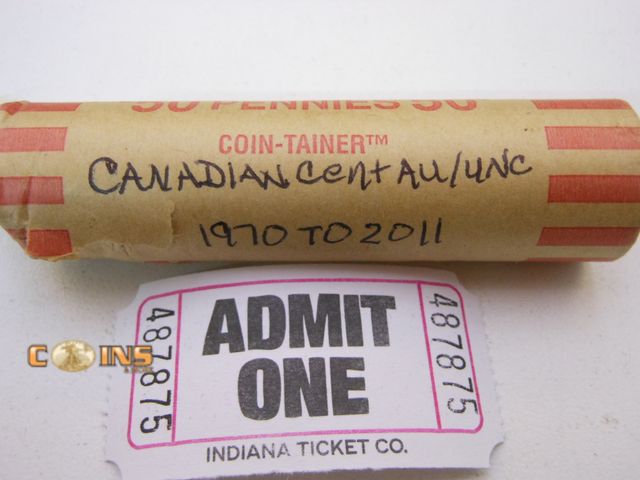 50 PENNIES 50
COIN-TAINER™
CANADIAN Cent AU/UNC
1970 TO 2011
ADMIT
ONE
487875
487875
INDIANA TICKET CO.
COINS